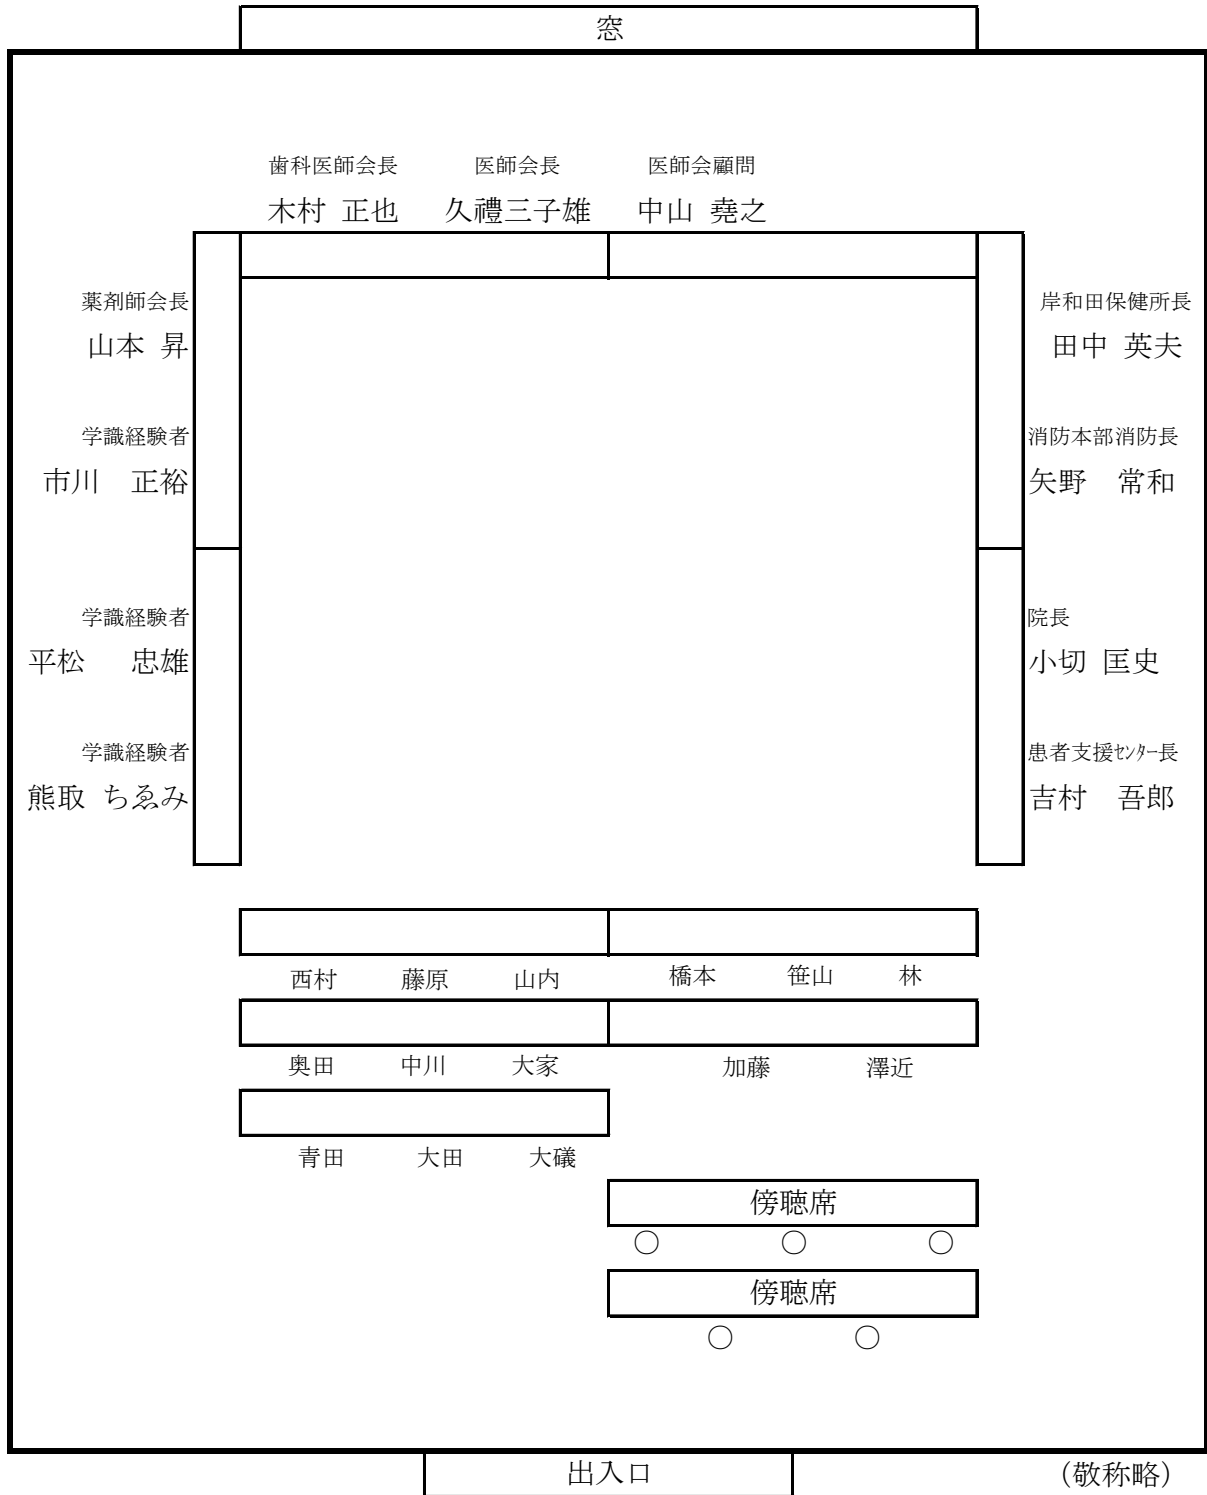 窓
歯科医師会長 医師会長 医師会顧問
木村 正也 久禮三子雄 中山 堯之
薬剤師会長 岸和田保健所長
山本 昇 田中 英夫
学識経験者 消防本部消防長
市川 正裕 矢野 常和
学識経験者 院長
平松 忠雄 小切 匡史
学識経験者 患者支援ｾﾝﾀｰ長
熊取 ちゑみ 吉村 吾郎
西村 藤原 山内 橋本 笹山 林
奥田 中川 大家 加藤 澤近
青田 大田 大礒
傍聴席
○ ○ ○
傍聴席
○ ○
出入口 (敬称略)